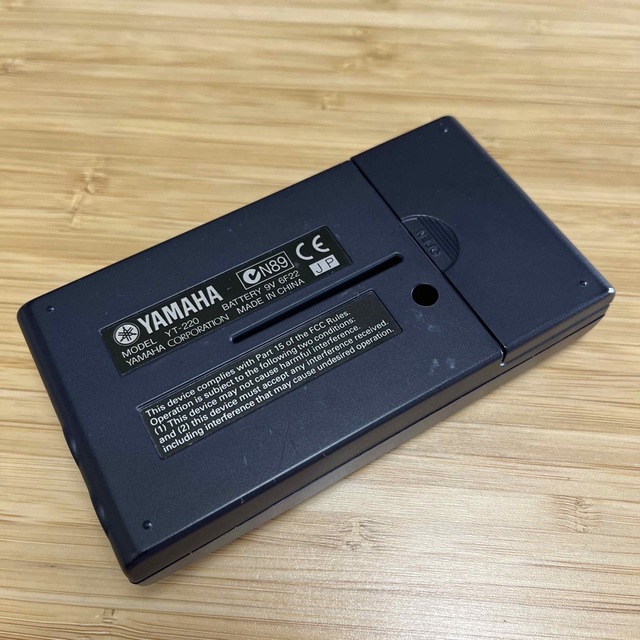 YAMAHA N89 CE
MODEL YT-220 BATTERY 9V 6F22 JP
YAMAHA CORPORATION MADE IN CHINA
This device complies with Part 15 of the FCC Rules.
Operation is subject to the following two conditions:
(1) This device may not cause harmful interference.
and (2) this device must accept any interference received.
including interference that may cause undesired operation.